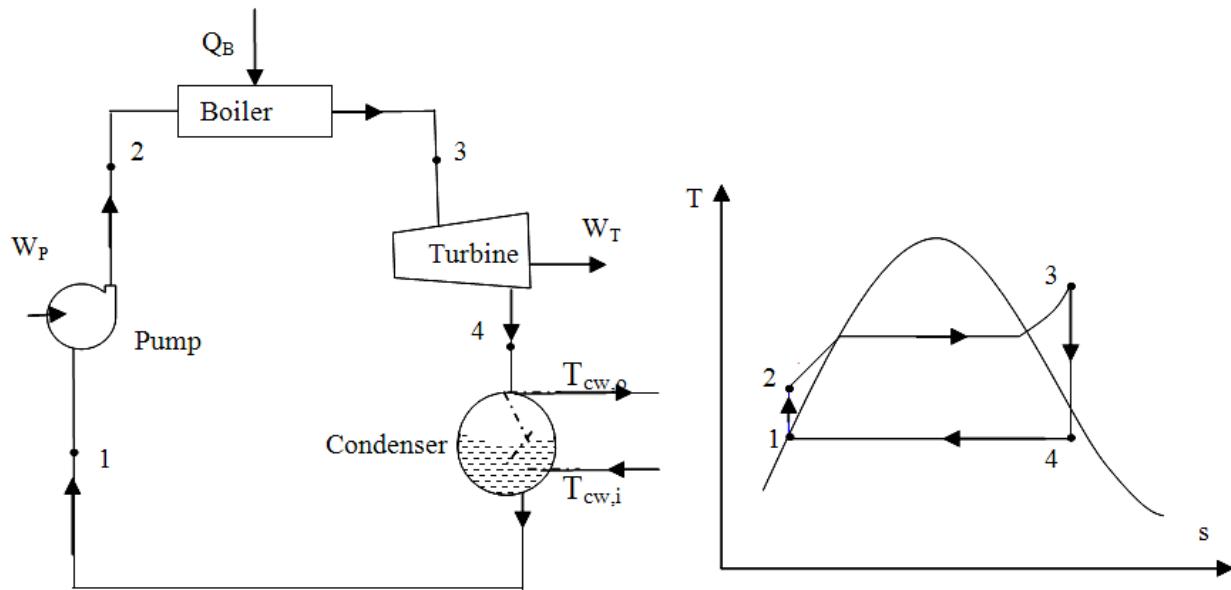 Q_B
Boiler
2
3
W_P
W_T
Turbine
Pump
4
T_cw,o
Condenser
1
T_cw,i
T
3
2
1
4
s